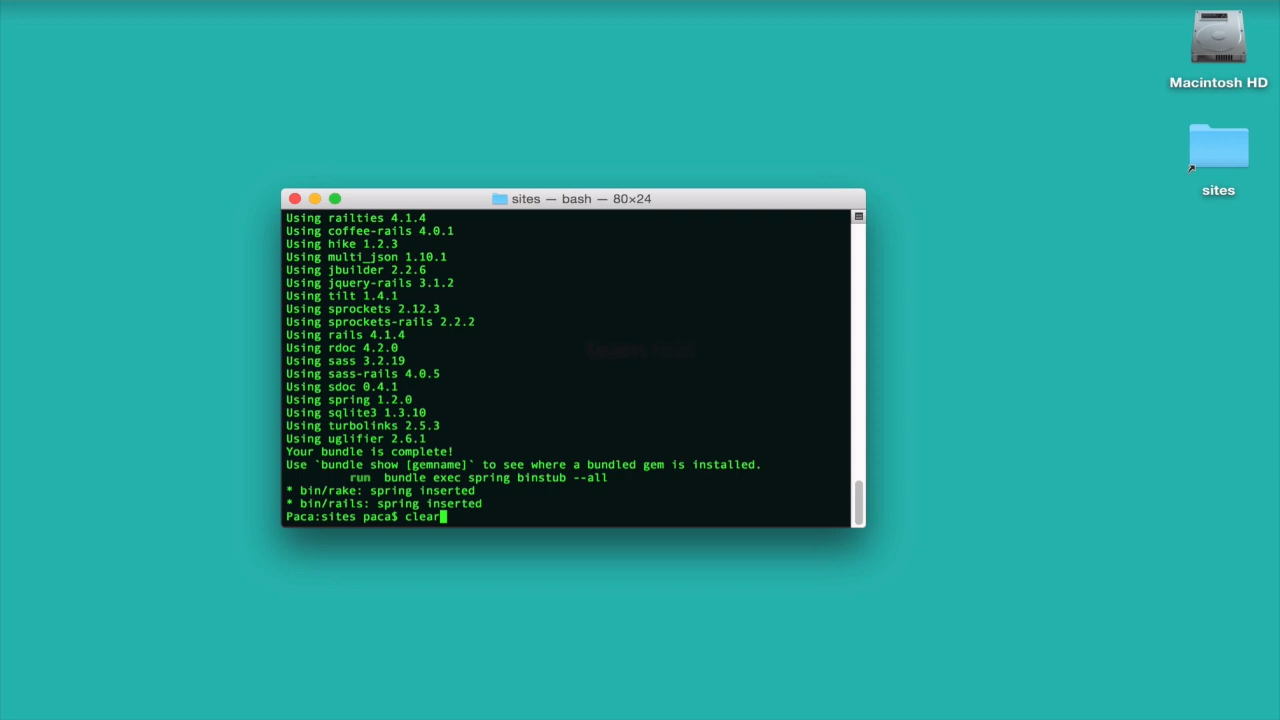 Macintosh HD
sites
sites — bash — 80×24
Using railties 4.1.4
Using coffee-rails 4.0.1
Using hike 1.2.3
Using multi_json 1.10.1
Using jbuilder 2.2.6
Using jquery-rails 3.1.2
Using tilt 1.4.1
Using sprockets 2.12.3
Using sprockets-rails 2.2.2
Using rails 4.1.4
Using rdoc 4.2.0
Using sass 3.2.19
Using sass-rails 4.0.5
Using sdoc 0.4.1
Using spring 1.2.0
Using sqlite3 1.3.10
Using turbolinks 2.5.3
Using uglifier 2.6.1
Your bundle is complete!
Use `bundle show [gemname]` to see where a bundled gem is installed.
run  bundle exec spring binstub --all
* bin/rake: spring inserted
* bin/rails: spring inserted
Paca:sites paca$ clear